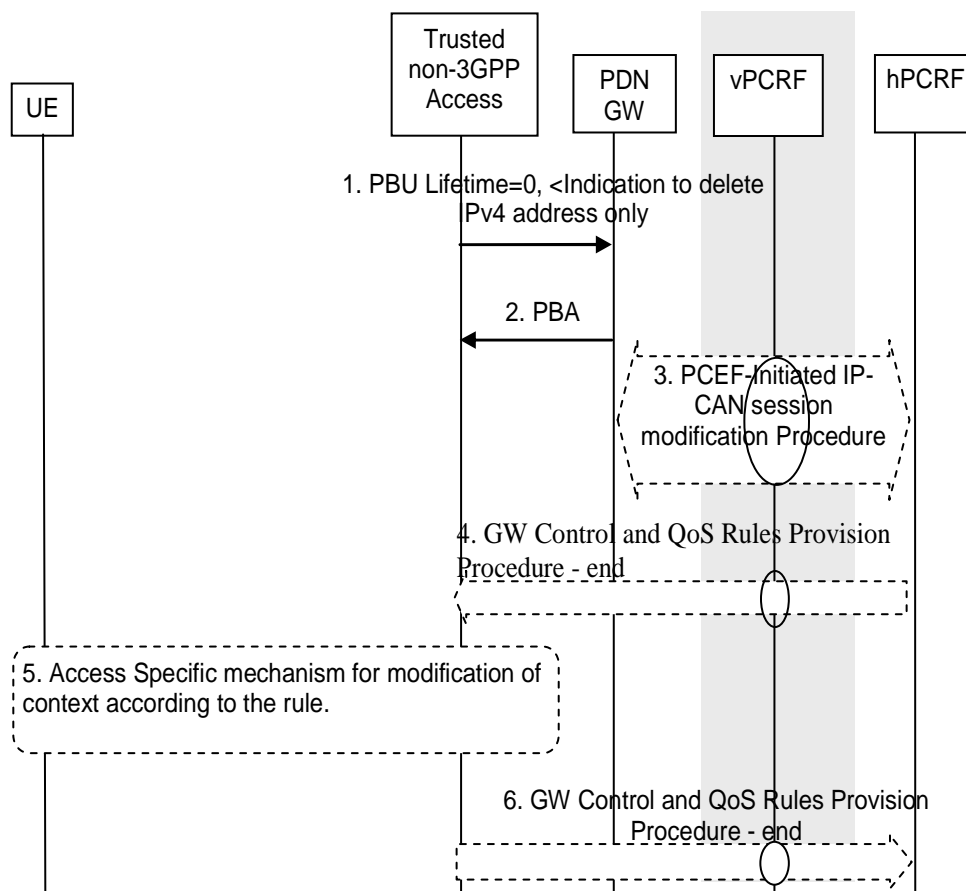 Trusted
non-3GPP
Access
UE
PDN
GW
vPCRF
hPCRF
1. PBU Lifetime=0, <Indication to delete
IPv4 address only
2. PBA
3. PCEF-Initiated IP-
CAN session
modification Procedure
4. GW Control and QoS Rules Provision
Procedure - end
5. Access Specific mechanism for modification of
context according to the rule.
6. GW Control and QoS Rules Provision
Procedure - end